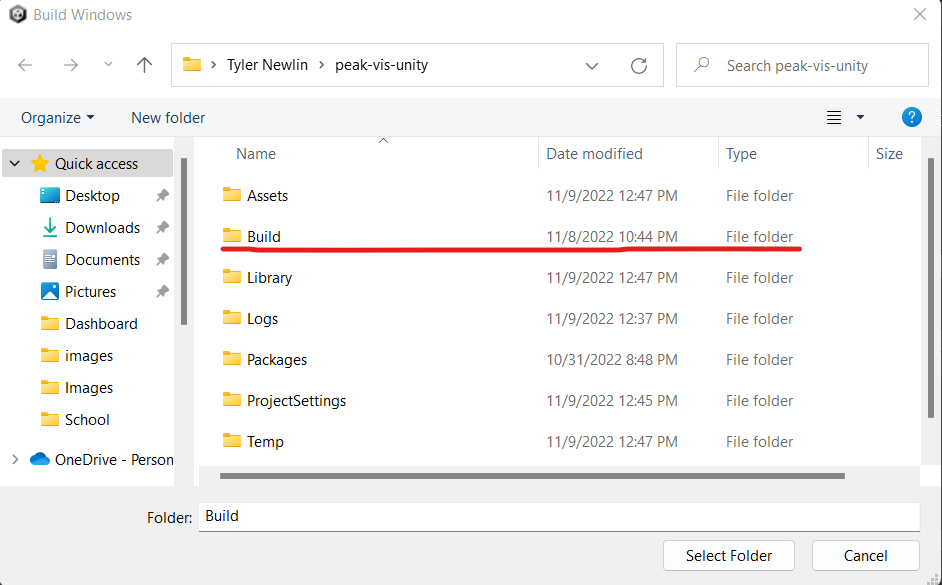 Build Windows
Tyler Newlin > peak-vis-unity
Search peak-vis-unity
Organize New folder
?
Quick access
Desktop
Downloads
Documents
Pictures
Dashboard
images
Images
School
OneDrive - Person
Name Date modified Type Size
Assets 11/9/2022 12:47 PM File folder
Build 11/8/2022 10:44 PM File folder
Library 11/9/2022 12:47 PM File folder
Logs 11/9/2022 12:37 PM File folder
Packages 10/31/2022 8:48 PM File folder
ProjectSettings 11/9/2022 12:45 PM File folder
Temp 11/9/2022 12:47 PM File folder
Folder: Build
Select Folder Cancel